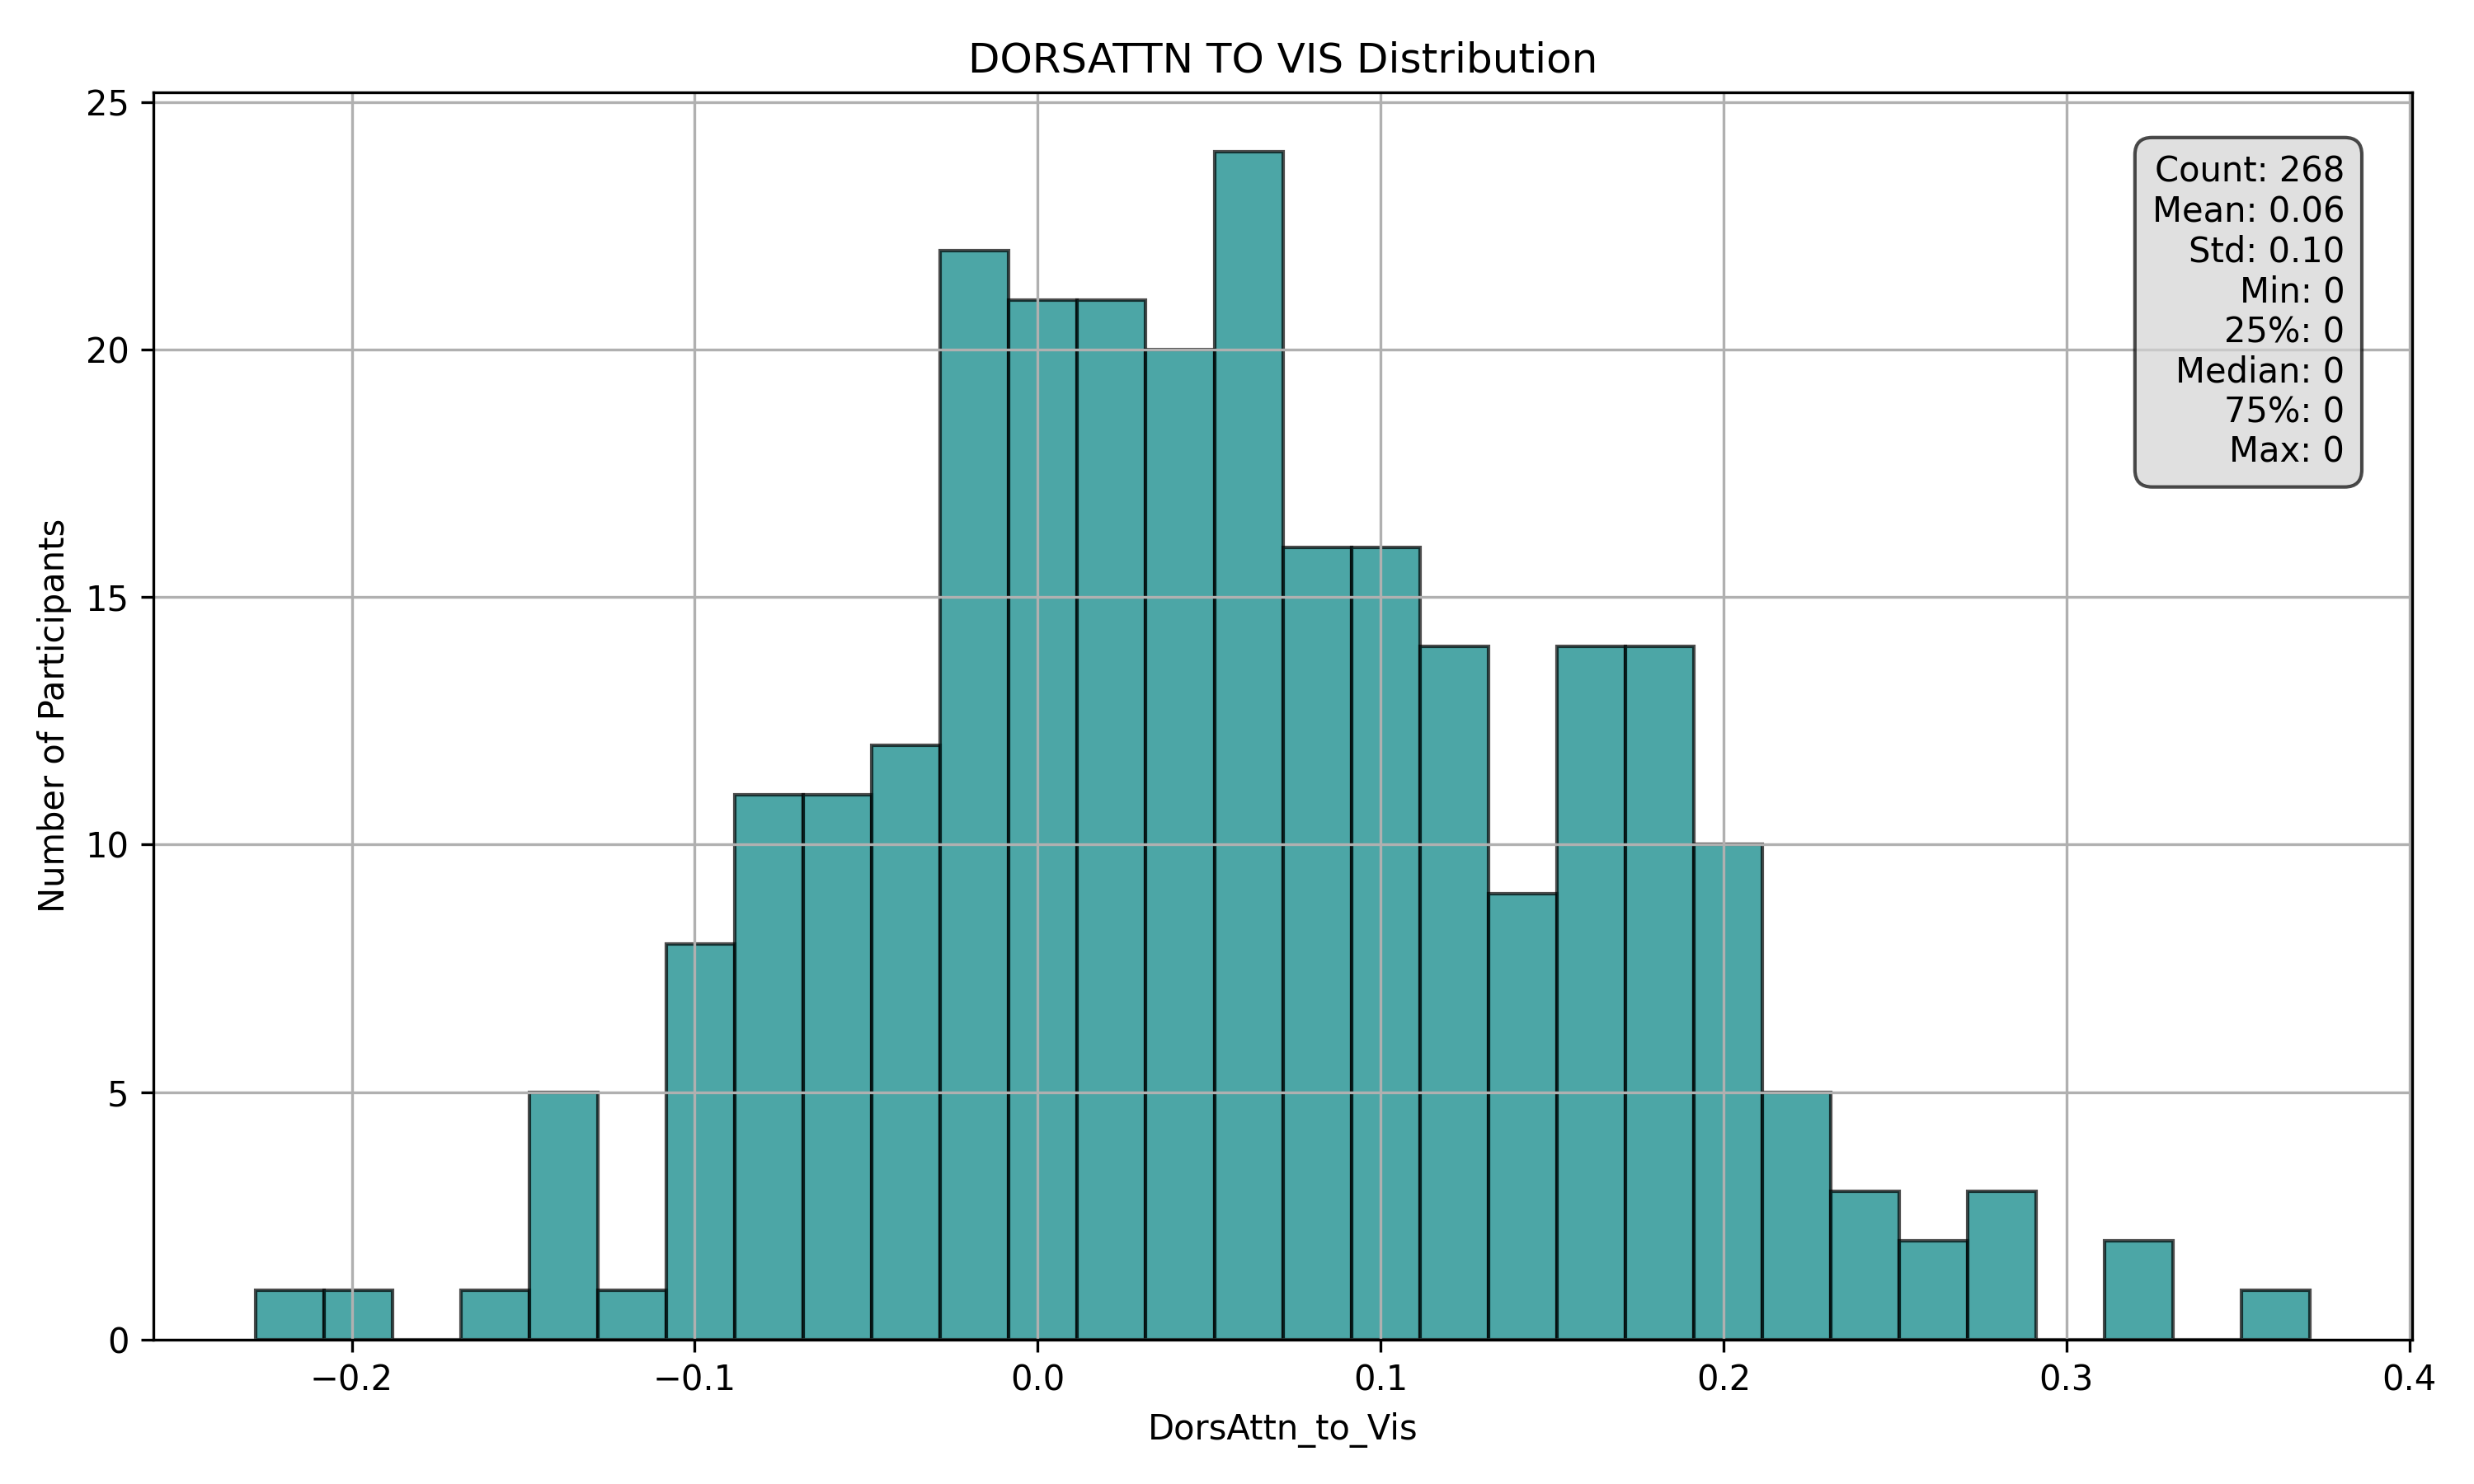 DORSATTN TO VIS Distribution
25
20
15
10
5
0
Number of Participants
Count: 268
Mean: 0.06
Std: 0.10
Min: 0
25%: 0
Median: 0
75%: 0
Max: 0
−0.2 −0.1 0.0 0.1 0.2 0.3 0.4
DorsAttn_to_Vis